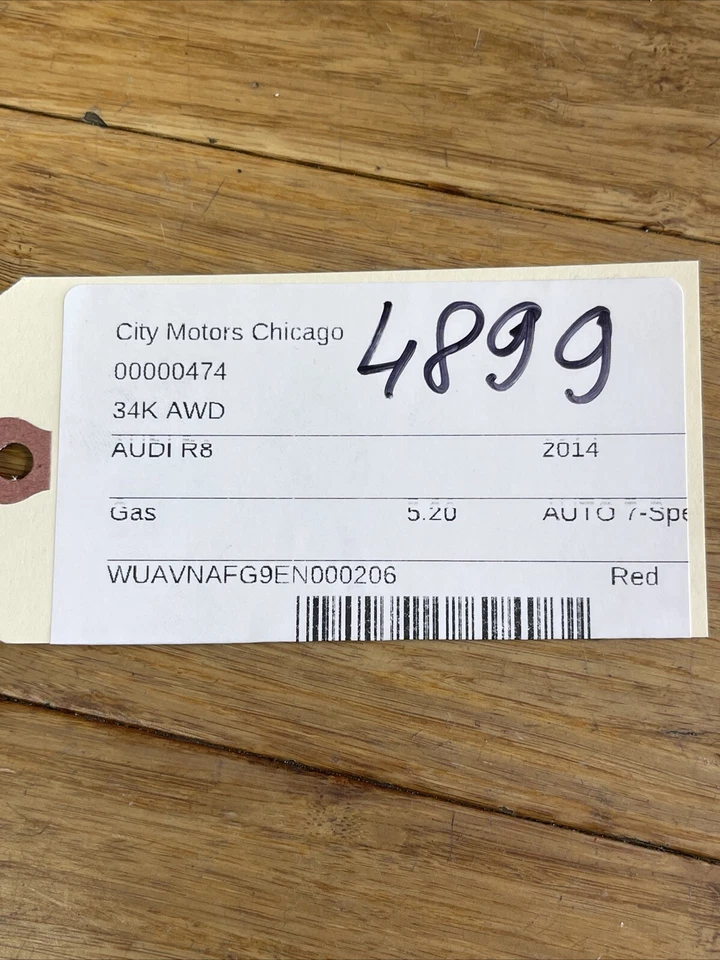 City Motors Chicago
4899
00000474
34K AWD
AUDI R8 2014
Gas 5.20 AUTO 7-Spe
WUAVNAFG9EN000206 Red